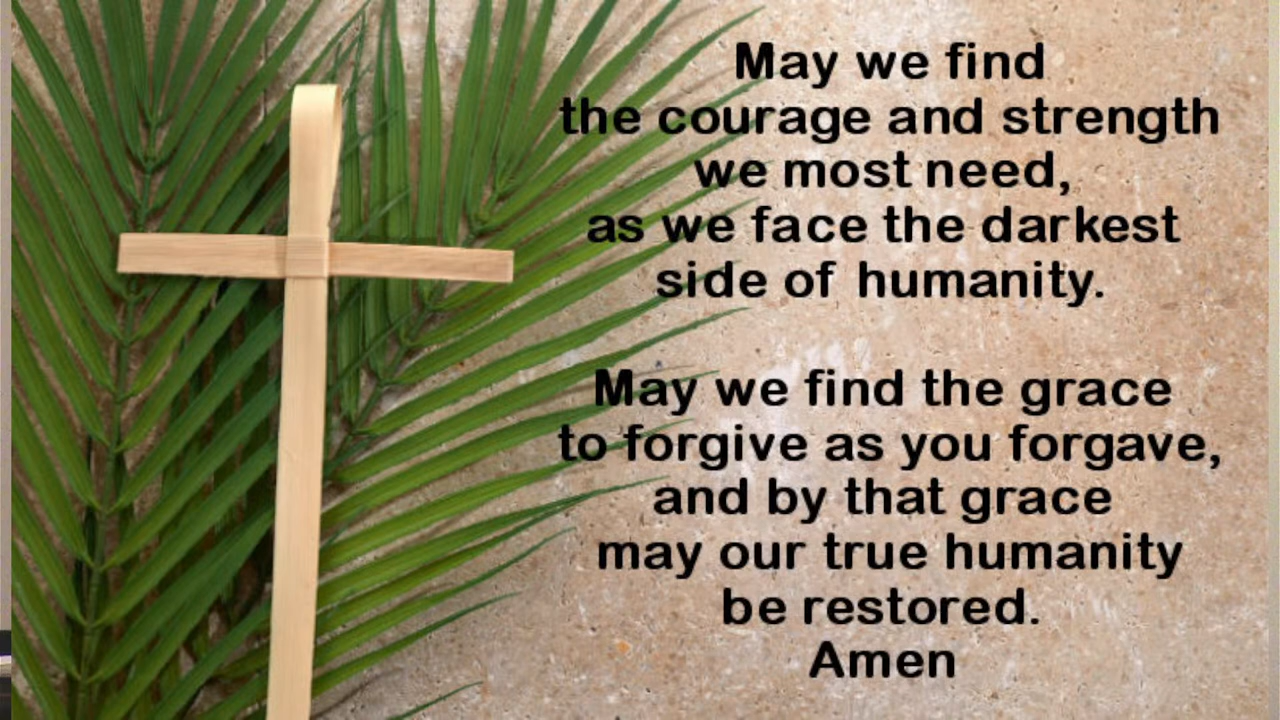 May we find
the courage and strength
we most need,
as we face the darkest
side of humanity.
May we find the grace
to forgive as you forgave,
and by that grace
may our true humanity
be restored.
Amen